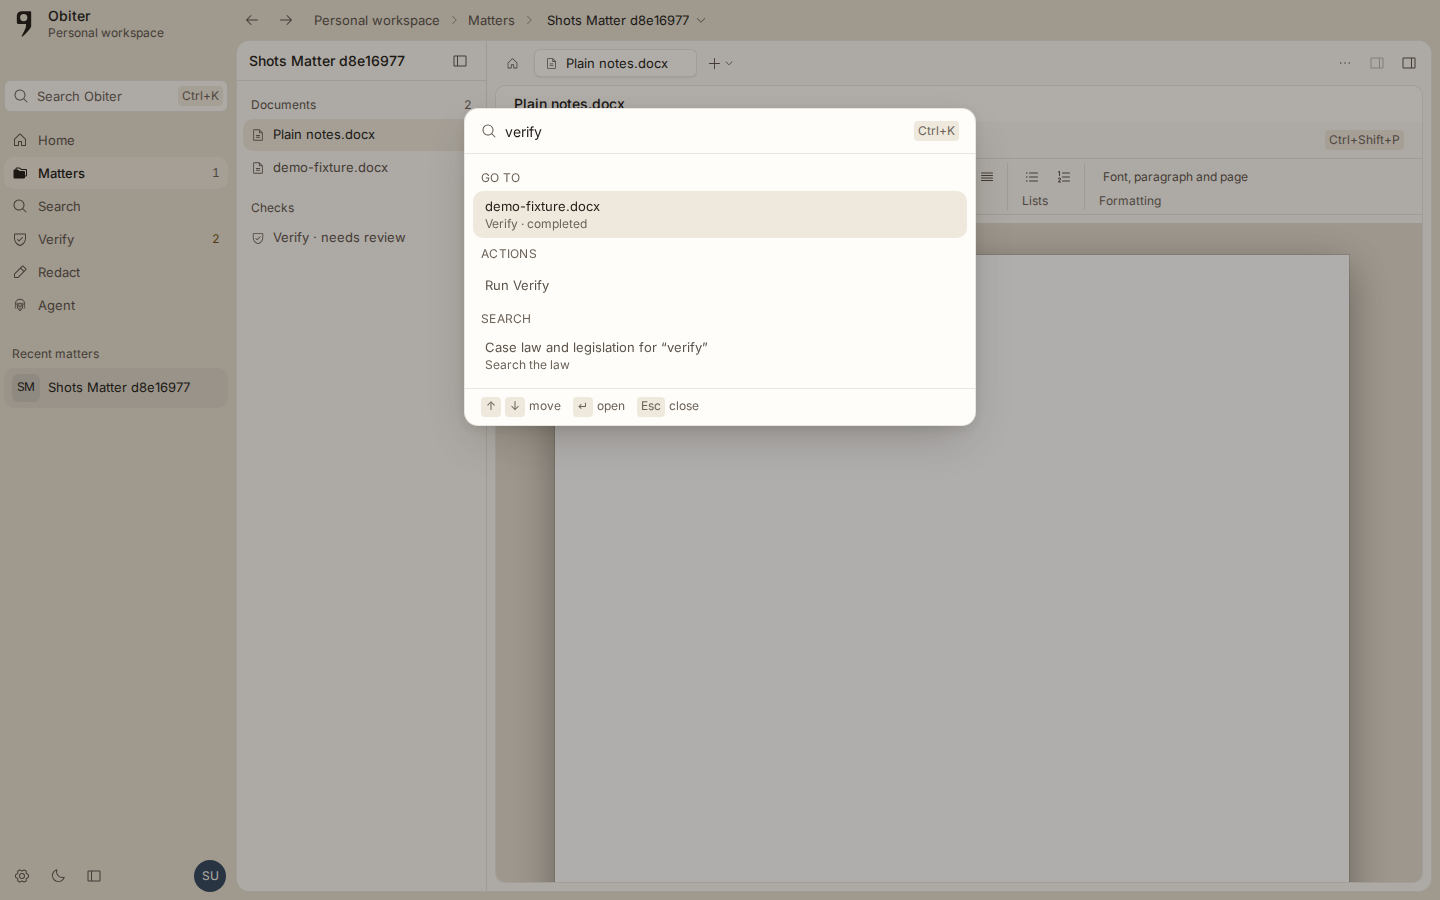 Obiter
Personal workspace
Personal workspace
Matters
Shots Matter d8e16977
Search Obiter
Ctrl+K
Home
Matters
1
Search
Verify
2
Redact
Agent
Recent matters
SM
Shots Matter d8e16977
SU
Shots Matter d8e16977
Documents
2
Plain notes.docx
demo-fixture.docx
Checks
Verify · needs review
Plain notes.docx
Plain notes.docx
Ctrl+Shift+P
Font, paragraph and page
Lists
Formatting
verify
Ctrl+K
GO TO
demo-fixture.docx
Verify · completed
ACTIONS
Run Verify
SEARCH
Case law and legislation for “verify”
Search the law
↑ ↓ move ↵ open Esc close